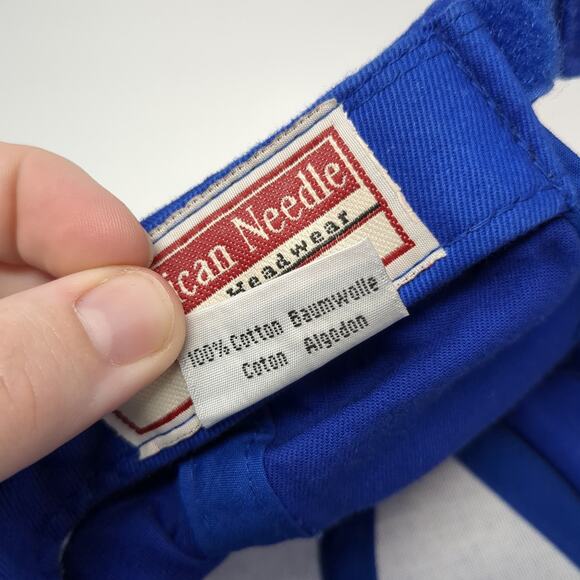 ican Needle
Headwear
100% Cotton Baumwolle
Coton Algodon